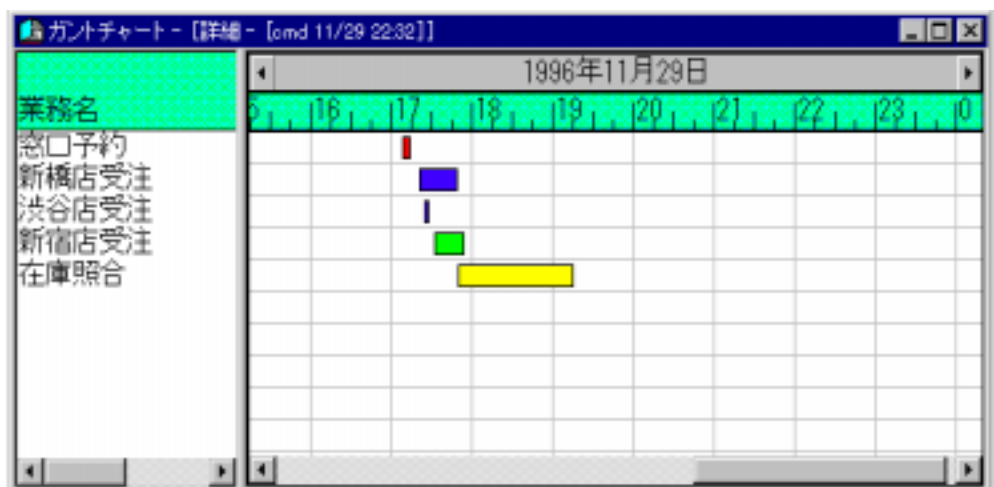 ガントチャート - [詳細 - [cmd 11/29 22:32]]
1996年11月29日
業務名
5 16 17 18 19 20 21 22 23 0
窓口予約
新橋店受注
渋谷店受注
新宿店受注
在庫照合